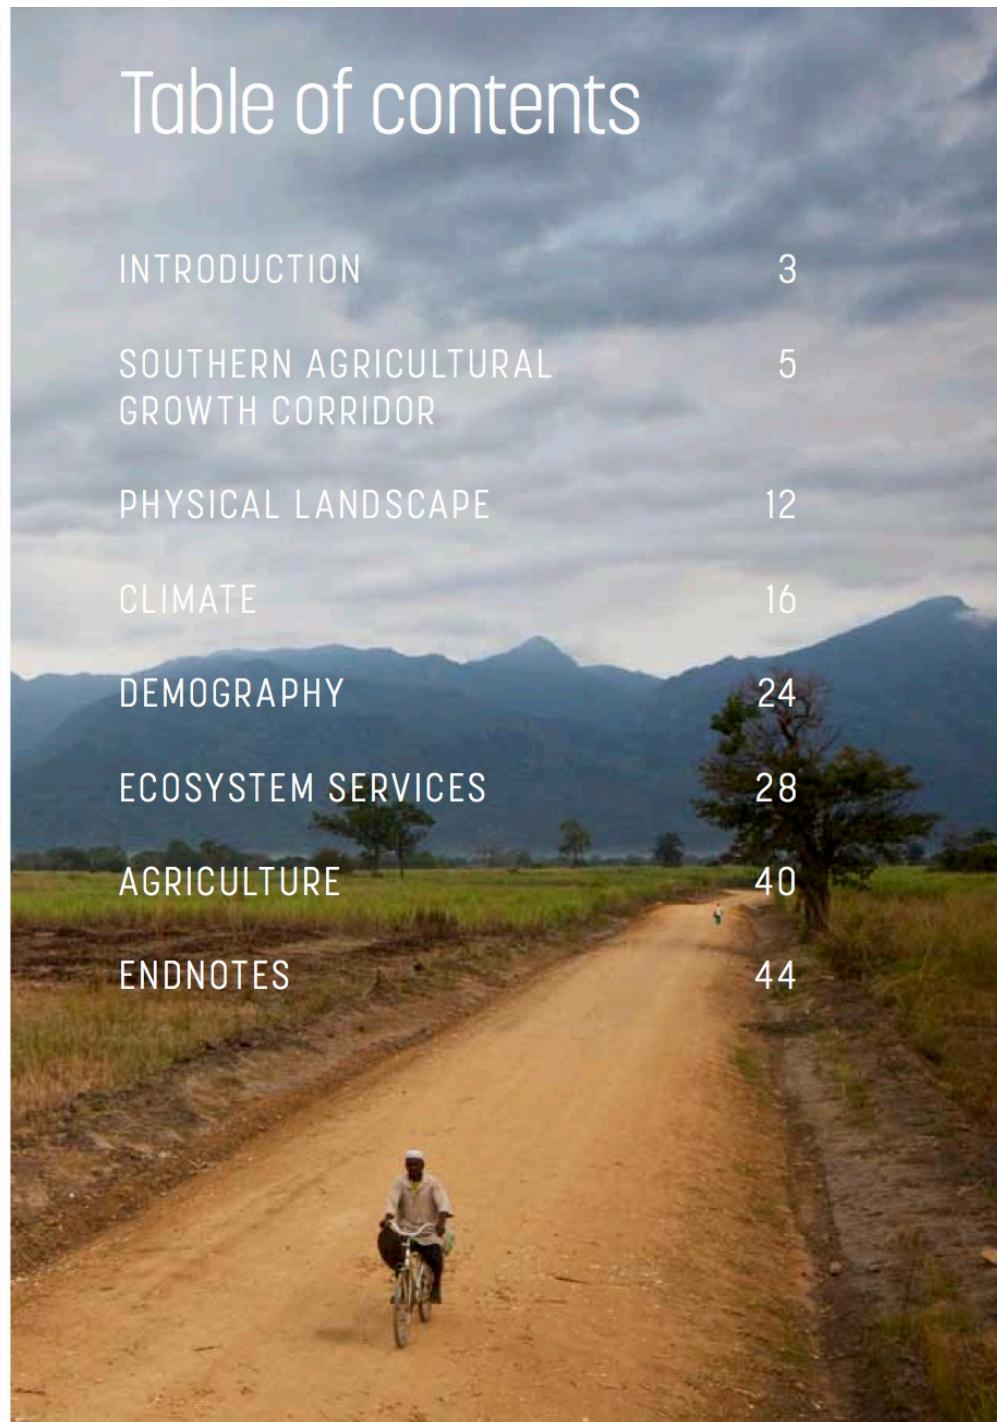 Table of contents
INTRODUCTION 3
SOUTHERN AGRICULTURAL 5
GROWTH CORRIDOR
PHYSICAL LANDSCAPE 12
CLIMATE 16
DEMOGRAPHY 24
ECOSYSTEM SERVICES 28
AGRICULTURE 40
ENDNOTES 44